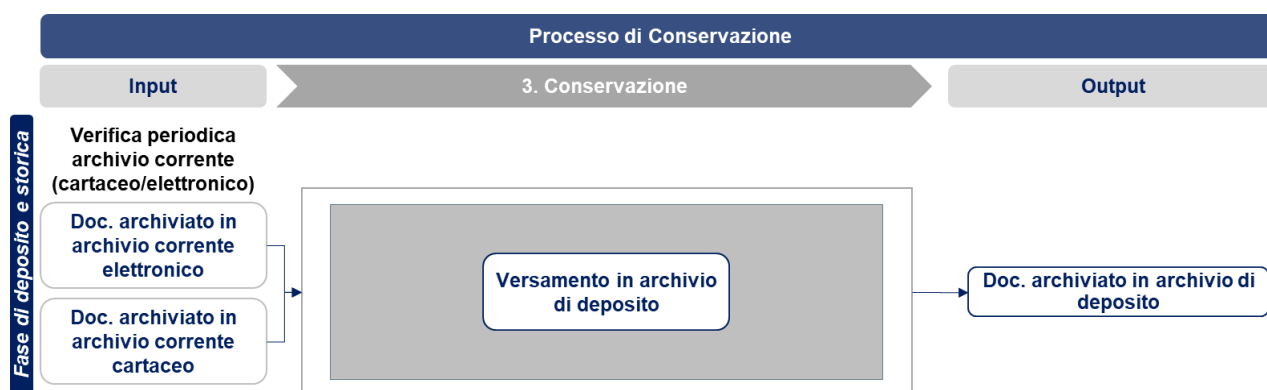 Processo di Conservazione
Input
3. Conservazione
Output
Fase di deposito e storica
Verifica periodica
archivio corrente
(cartaceo/elettronico)
Doc. archiviato in
archivio corrente
elettronico
Doc. archiviato in
archivio corrente
cartaceo
Versamento in archivio
di deposito
Doc. archiviato in archivio di
deposito